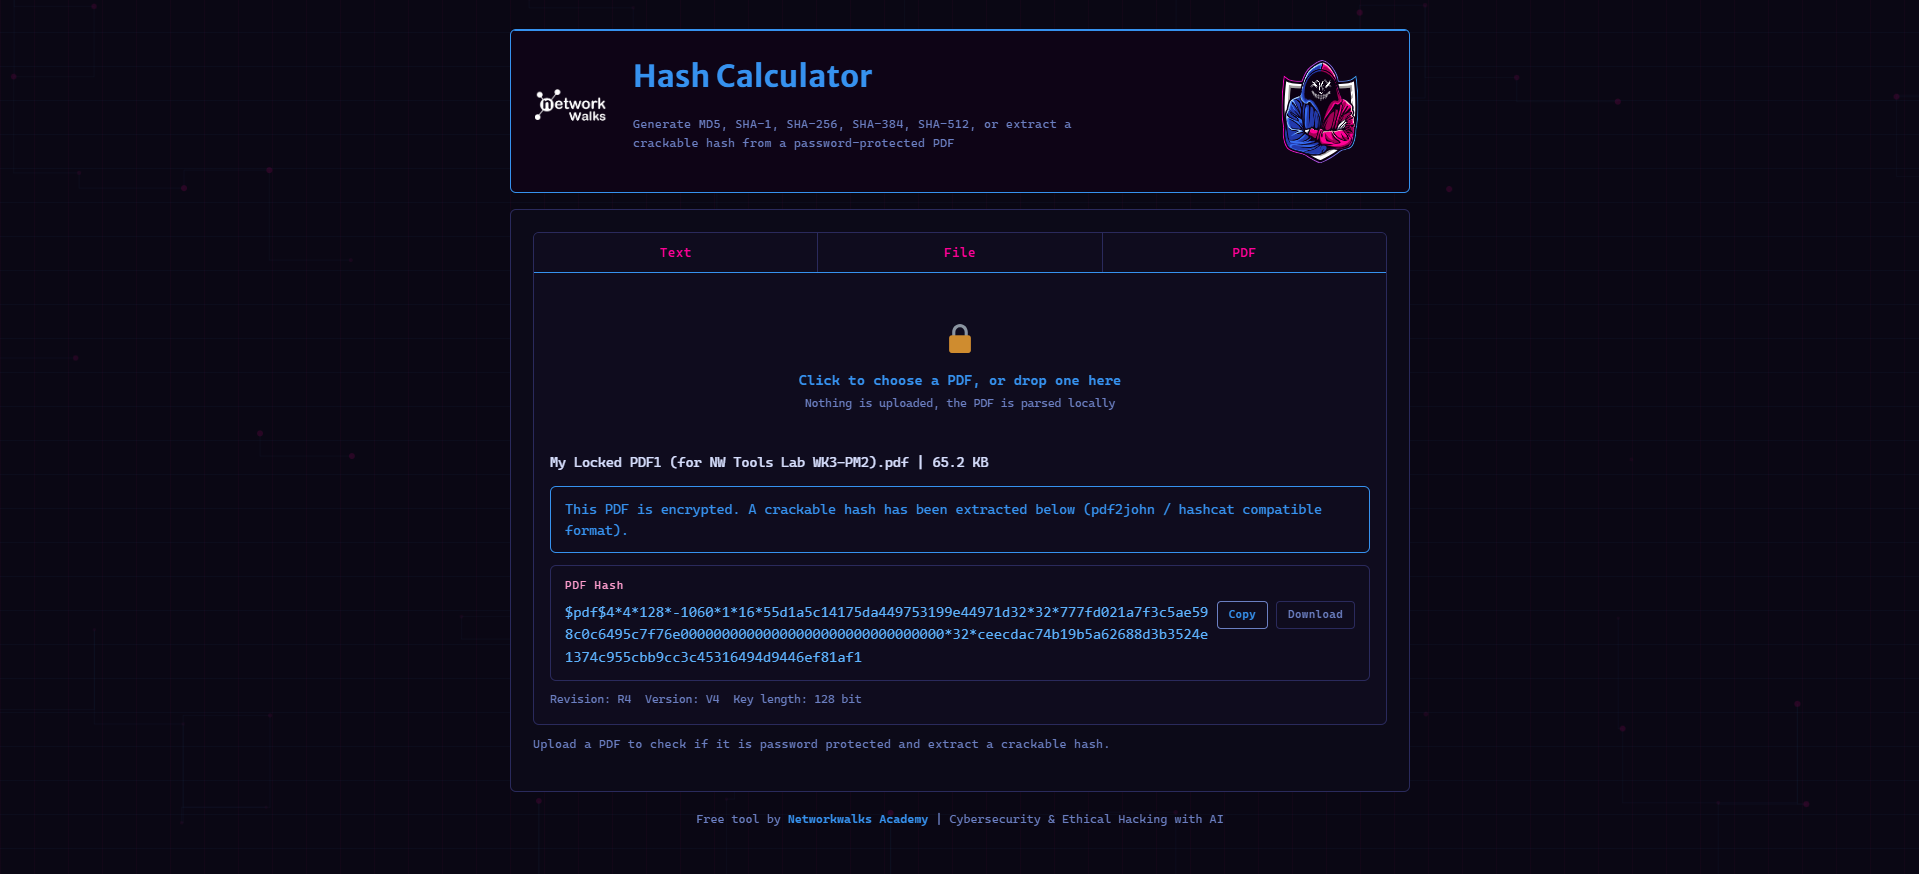 network
Walks
Hash Calculator
Generate MD5, SHA-1, SHA-256, SHA-384, SHA-512, or extract a
crackable hash from a password-protected PDF
Text
File
PDF
Click to choose a PDF, or drop one here
Nothing is uploaded, the PDF is parsed locally
My Locked PDF1 (for NW Tools Lab WK3-PM2).pdf | 65.2 KB
This PDF is encrypted. A crackable hash has been extracted below (pdf2john / hashcat compatible
format).
PDF Hash
$pdf$4*4*128*-1060*1*16*55d1a5c14175da449753199e44971d32*32*777fd021a7f3c5ae59
8c0c6495c7f76e00000000000000000000000000000000*32*ceecdac74b19b5a62688d3b3524e
1374c955cbb9cc3c45316494d9446ef81af1
Copy
Download
Revision: R4 Version: V4 Key length: 128 bit
Upload a PDF to check if it is password protected and extract a crackable hash.
Free tool by Networkwalks Academy | Cybersecurity & Ethical Hacking with AI